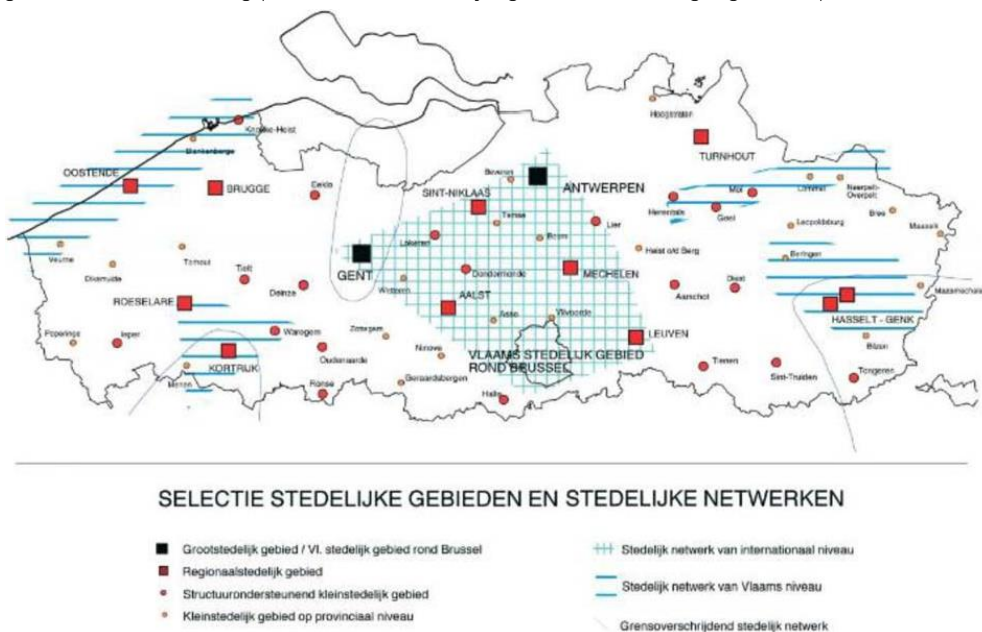 Hoogstraten
Knokke-Heist
Blankenberge
TURNHOUT
OOSTENDE
BRUGGE
Eeklo
Beveren
SINT-NIKLAAS
ANTWERPEN
Mol
Lommel
Neerpelt-
Overpelt
Herentals
Geel
Bree
Temse
Leopoldsburg
Maaseik
Lokeren
Boom
Lier
Heist o/d Berg
Veurne
Torhout
GENT
Beringen
Diksmuide
Tielt
Wetteren
Dendermonde
MECHELEN
Deinze
Aarschot
Diest
Maasmechelen
ROESELARE
AALST
HASSELT - GENK
Asse
Vilvoorde
Poperinge
Ieper
Waregem
Zottegem
LEUVEN
Bilzen
Ninove
VLAAMS STEDELIJK GEBIED
ROND BRUSSEL
Oudenaarde
KORTRIJK
Tienen
Sint-Truiden
Tongeren
Menen
Ronse
Geraardsbergen
Halle
SELECTIE STEDELIJKE GEBIEDEN EN STEDELIJKE NETWERKEN
Grootstedelijk gebied / Vl. stedelijk gebied rond Brussel
Regionaalstedelijk gebied
Structuurondersteunend kleinstedelijk gebied
Kleinstedelijk gebied op provinciaal niveau
Stedelijk netwerk van internationaal niveau
Stedelijk netwerk van Vlaams niveau
Grensoverschrijdend stedelijk netwerk